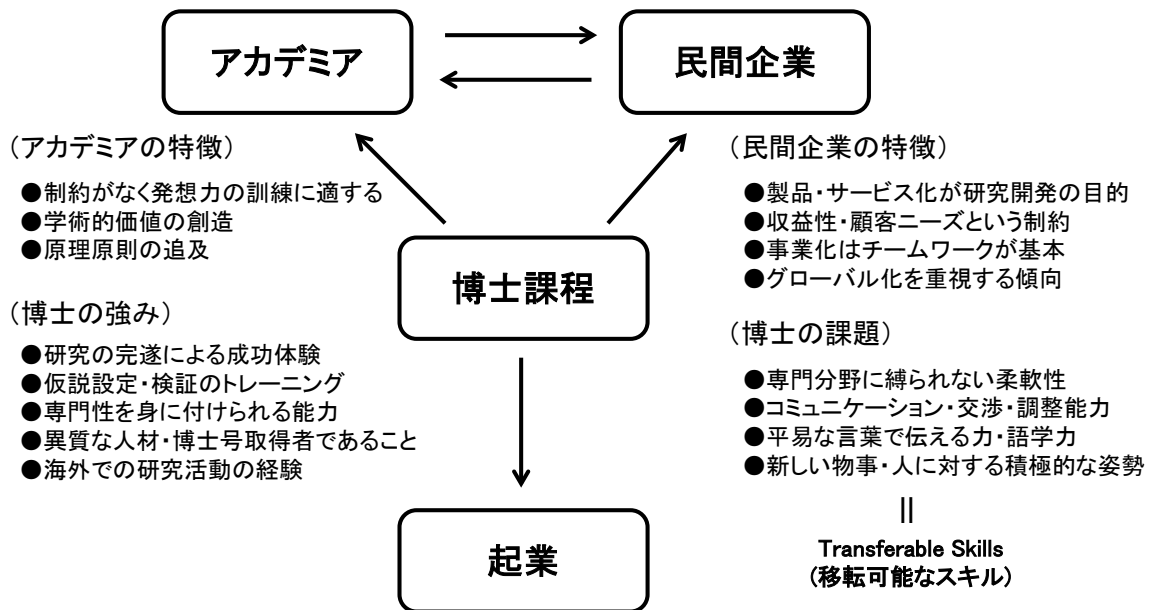 アカデミア
民間企業
(アカデミアの特徴)
●制約がなく発想力の訓練に適する
●学術的価値の創造
●原理原則の追及
(民間企業の特徴)
●製品・サービス化が研究開発の目的
●収益性・顧客ニーズという制約
●事業化はチームワークが基本
●グローバル化を重視する傾向
博士課程
(博士の強み)
●研究の完遂による成功体験
●仮説設定・検証のトレーニング
●専門性を身に付けられる能力
●異質な人材・博士号取得者であること
●海外での研究活動の経験
(博士の課題)
●専門分野に縛られない柔軟性
●コミュニケーション・交渉・調整能力
●平易な言葉で伝える力・語学力
●新しい物事・人に対する積極的な姿勢
||
Transferable Skills
(移転可能なスキル)
起業